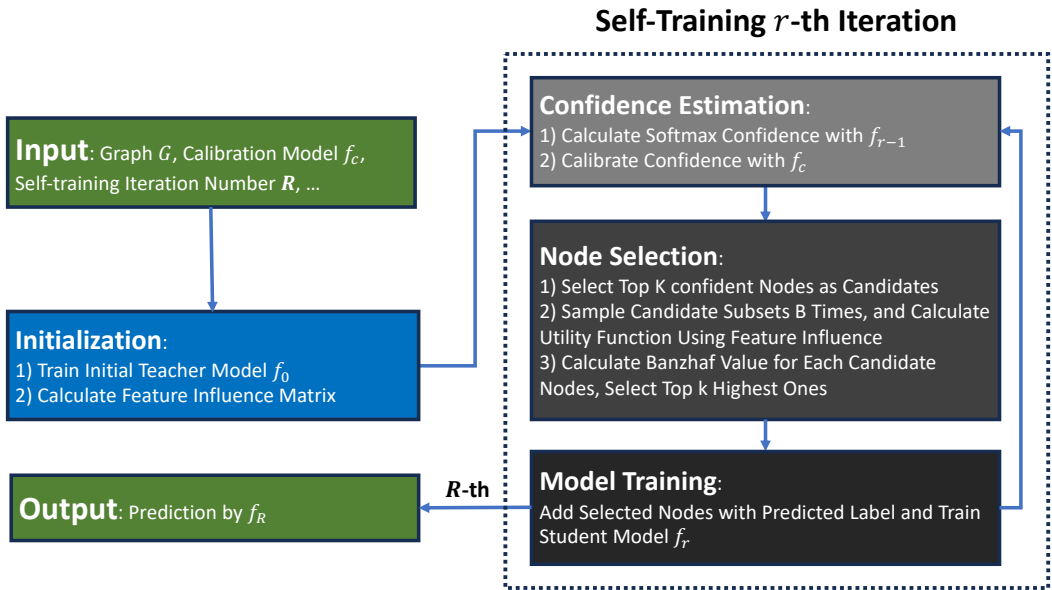 Self-Training r-th Iteration
Input: Graph G, Calibration Model f_c,
Self-training Iteration Number R, ...
Initialization:
1) Train Initial Teacher Model f_0
2) Calculate Feature Influence Matrix
Confidence Estimation:
1) Calculate Softmax Confidence with f_{r-1}
2) Calibrate Confidence with f_c
Node Selection:
1) Select Top K confident Nodes as Candidates
2) Sample Candidate Subsets B Times, and Calculate
Utility Function Using Feature Influence
3) Calculate Banzhaf Value for Each Candidate
Nodes, Select Top k Highest Ones
Model Training:
Add Selected Nodes with Predicted Label and Train
Student Model f_r
R-th
Output: Prediction by f_R